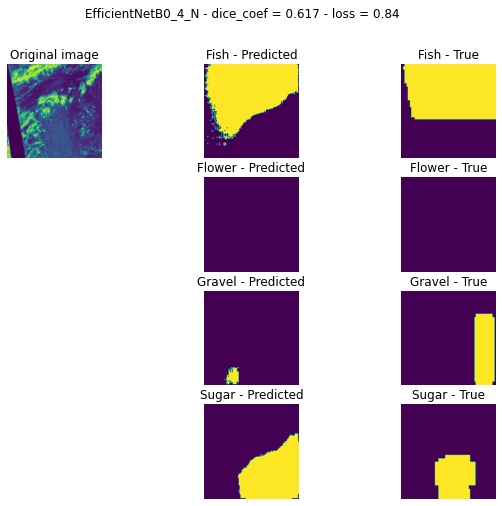 EfficientNetB0_4_N - dice_coef = 0.617 - loss = 0.84
Original image
Fish - Predicted
Fish - True
Flower - Predicted
Flower - True
Gravel - Predicted
Gravel - True
Sugar - Predicted
Sugar - True